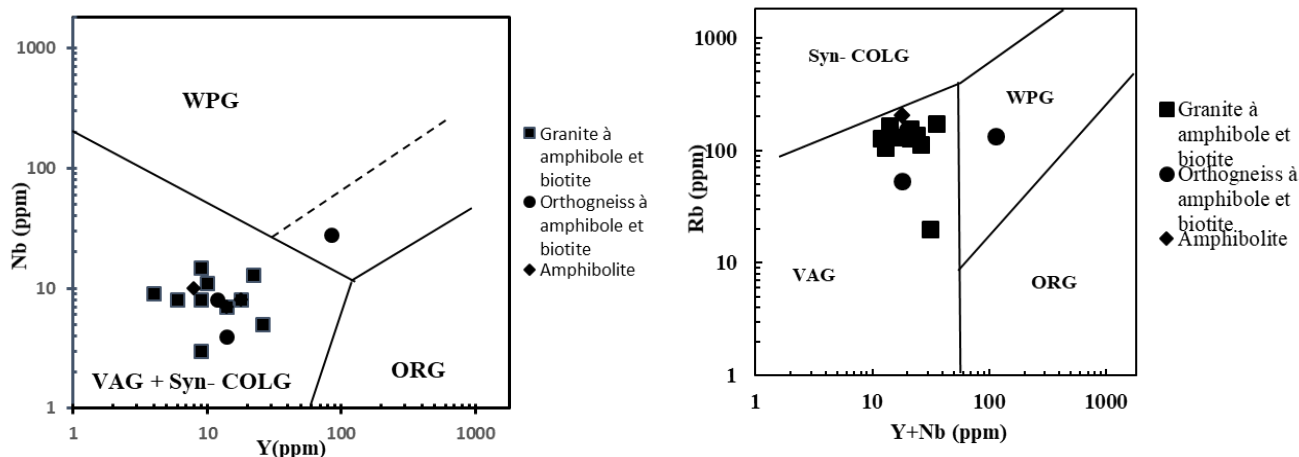 1000
100
10
1
Nb (ppm)
WPG
VAG + Syn- COLG
ORG
1
10
100
1000
Y(ppm)
Granite à
amphibole et
biotite
Orthogneiss à
amphibole et
biotite
Amphibolite
1000
100
10
1
Rb (ppm)
Syn- COLG
WPG
VAG
ORG
1
10
100
1000
Y+Nb (ppm)
Granite à
amphibole et
biotite
Orthogneiss à
amphibole et
biotite
Amphibolite